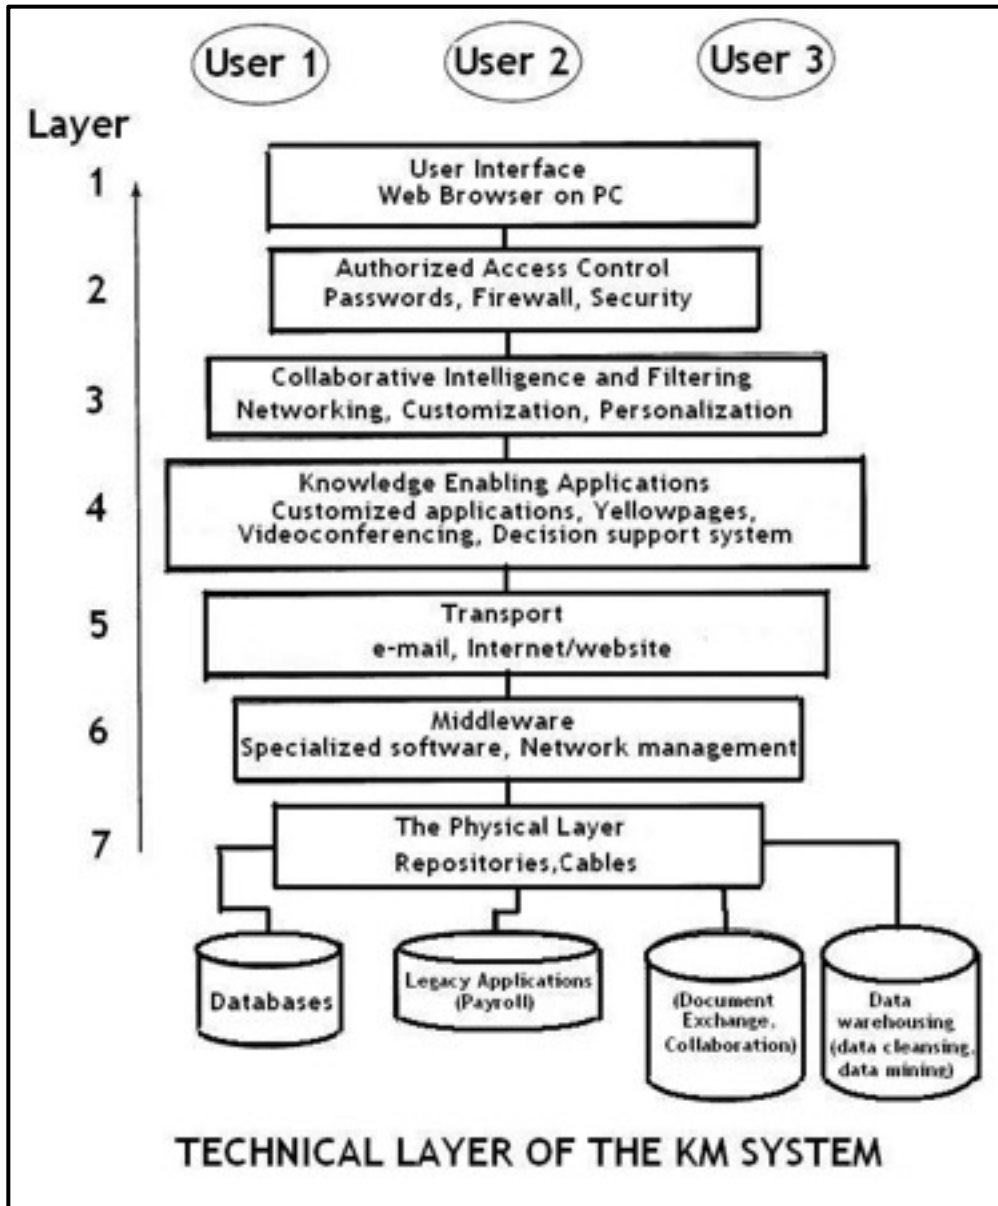 User 1
User 2
User 3
Layer
1
User Interface
Web Browser on PC
2
Authorized Access Control
Passwords, Firewall, Security
3
Collaborative Intelligence and Filtering
Networking, Customization, Personalization
4
Knowledge Enabling Applications
Customized applications, Yellowpages,
Videoconferencing, Decision support system
5
Transport
e-mail, Internet/website
6
Middleware
Specialized software, Network management
7
The Physical Layer
Repositories,Cables
Databases
Legacy Applications
(Payroll)
(Document
Exchange,
Collaboration)
Data
warehousing
(data cleansing,
data mining)
TECHNICAL LAYER OF THE KM SYSTEM